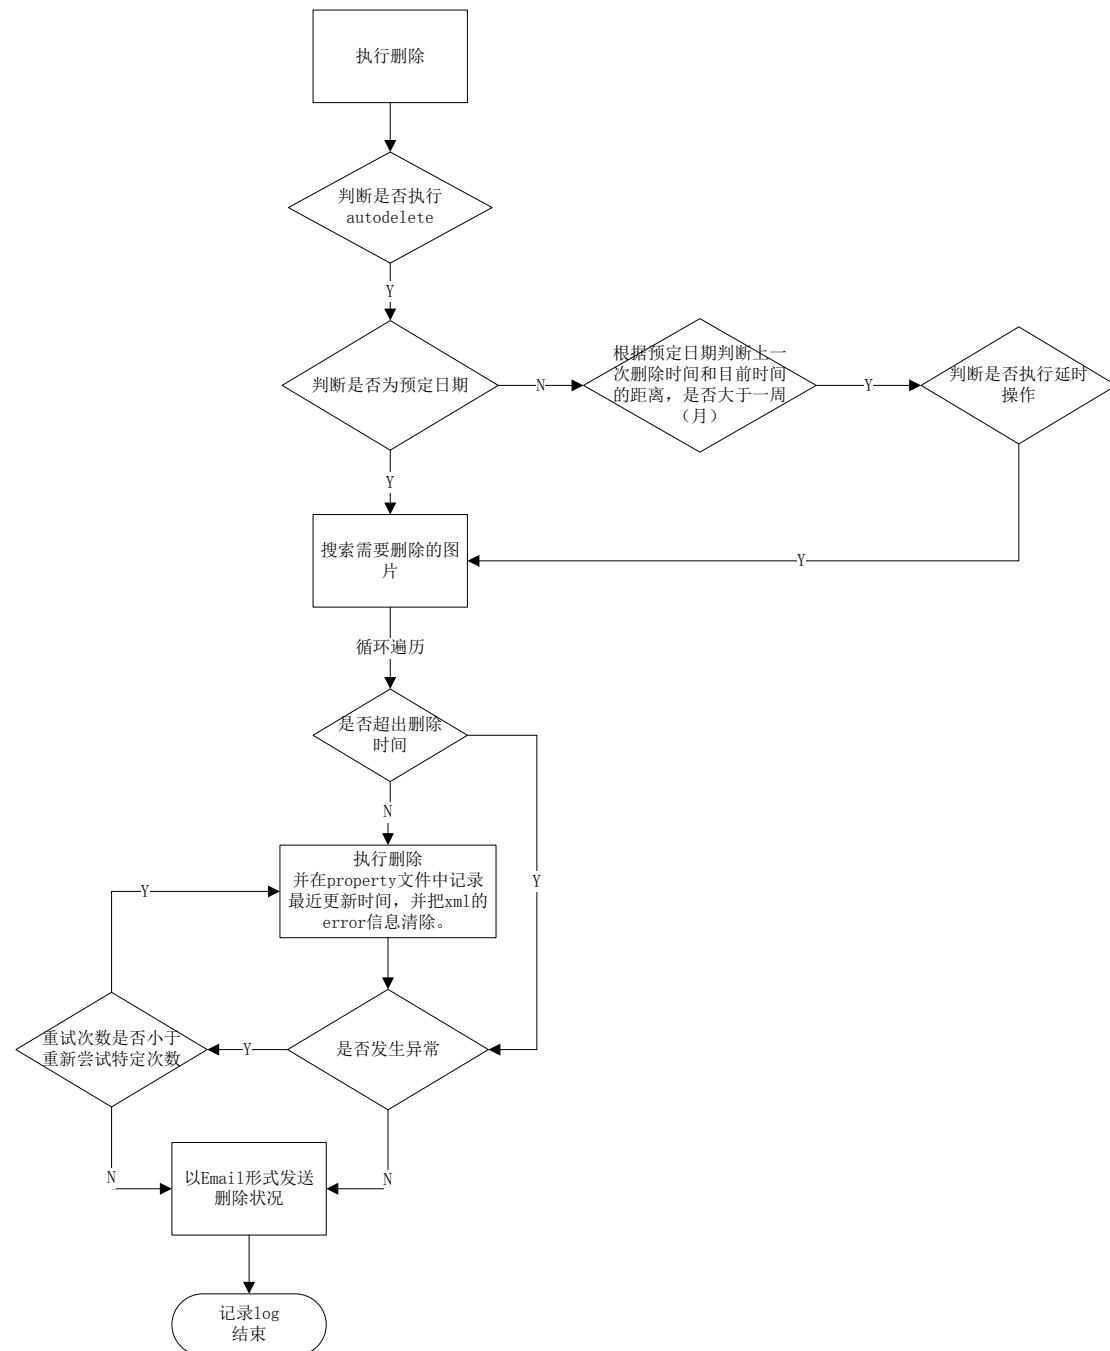 执行删除
判断是否执行
autodelete
Y
判断是否为预定日期
N
根据预定日期判断上一
次删除时间和目前时间
的距离，是否大于一周
（月）
Y
判断是否执行延时
操作
Y
搜索需要删除的图
片
Y
循环遍历
是否超出删除
时间
N
执行删除
并在property文件中记录
最近更新时间，并把xml的
error信息清除。
Y
Y
重试次数是否小于
重新尝试特定次数
Y
是否发生异常
N
以Email形式发送
删除状况
N
记录log
结束